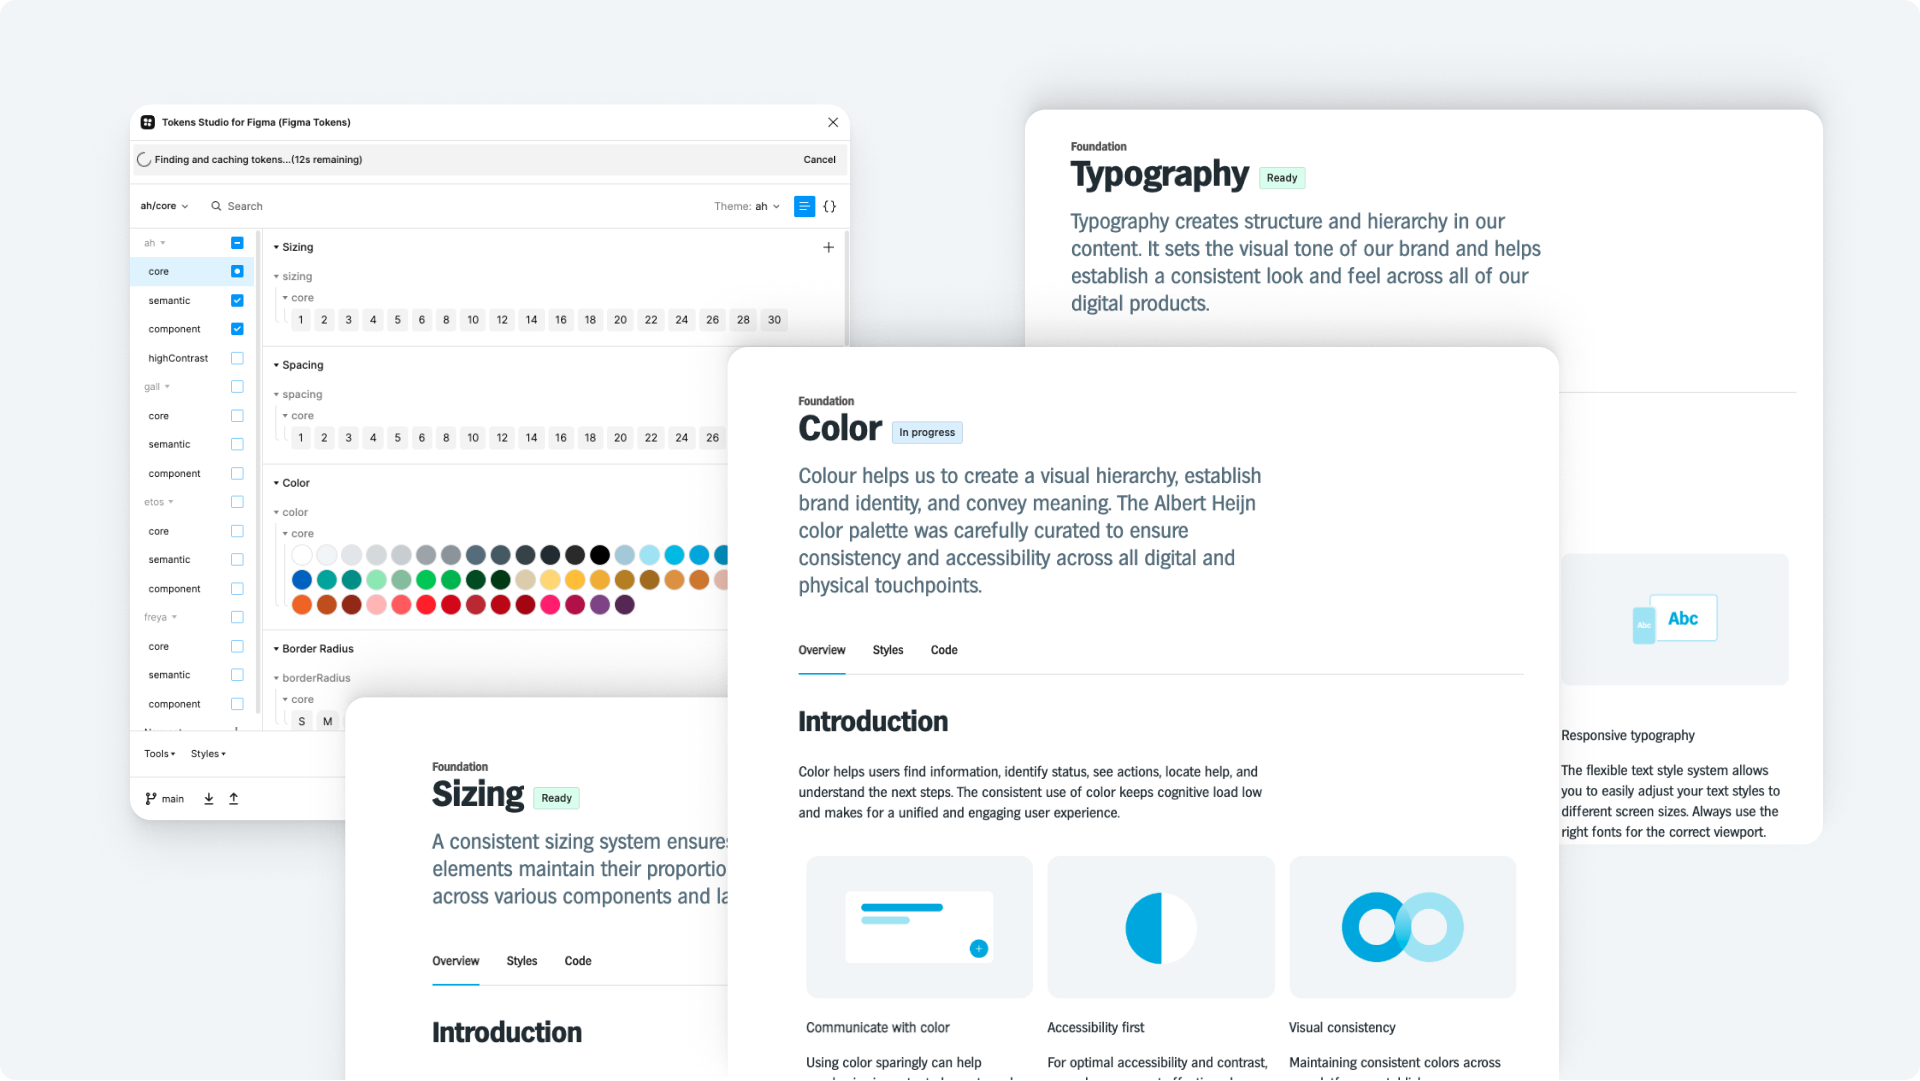 Tokens Studio for Figma (Figma Tokens)
Finding and caching tokens...(12s remaining)
Cancel
ah/core
Search
Theme: ah
{}
ah
core
semantic
component
highContrast
gall
core
semantic
component
etos
core
semantic
component
freya
core
semantic
component
Sizing
sizing
core
1 2 3 4 5 6 8 10 12 14 16 18 20 22 24 26 28 30
Spacing
spacing
core
1 2 3 4 5 6 8 10 12 14 16 18 20 22 24 26
Color
color
core
Border Radius
borderRadius
core
S M
Tools
Styles
main
Foundation
Sizing
Ready
A consistent sizing system ensures
elements maintain their proportio
across various components and la
Overview Styles Code
Introduction
Foundation
Color
In progress
Colour helps us to create a visual hierarchy, establish
brand identity, and convey meaning. The Albert Heijn
color palette was carefully curated to ensure
consistency and accessibility across all digital and
physical touchpoints.
Overview Styles Code
Introduction
Color helps users find information, identify status, see actions, locate help, and
understand the next steps. The consistent use of color keeps cognitive load low
and makes for a unified and engaging user experience.
Communicate with color
Using color sparingly can help
Accessibility first
For optimal accessibility and contrast,
Visual consistency
Maintaining consistent colors across
Foundation
Typography
Ready
Typography creates structure and hierarchy in our
content. It sets the visual tone of our brand and helps
establish a consistent look and feel across all of our
digital products.
Abc
Abc
Responsive typography
The flexible text style system allows
you to easily adjust your text styles to
different screen sizes. Always use the
right fonts for the correct viewport.